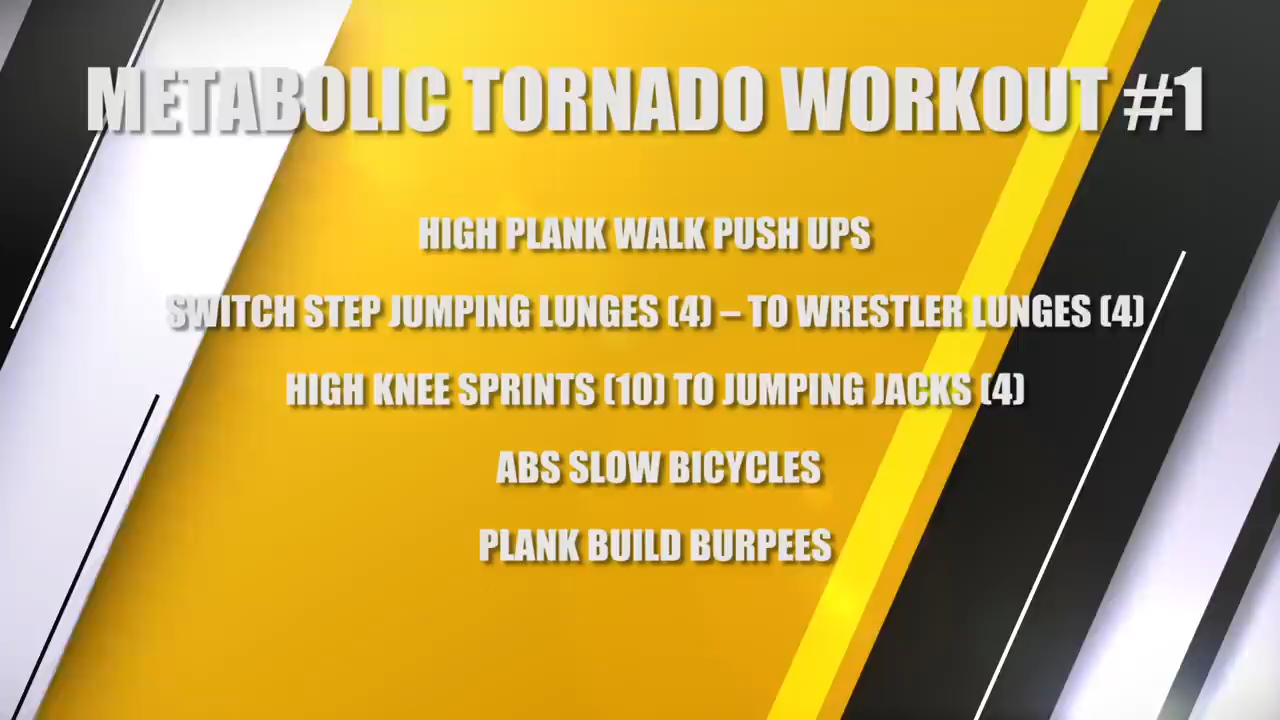 METABOLIC TORNADO WORKOUT #1
HIGH PLANK WALK PUSH UPS
SWITCH STEP JUMPING LUNGES (4) – TO WRESTLER LUNGES (4)
HIGH KNEE SPRINTS (10) TO JUMPING JACKS (4)
ABS SLOW BICYCLES
PLANK BUILD BURPEES